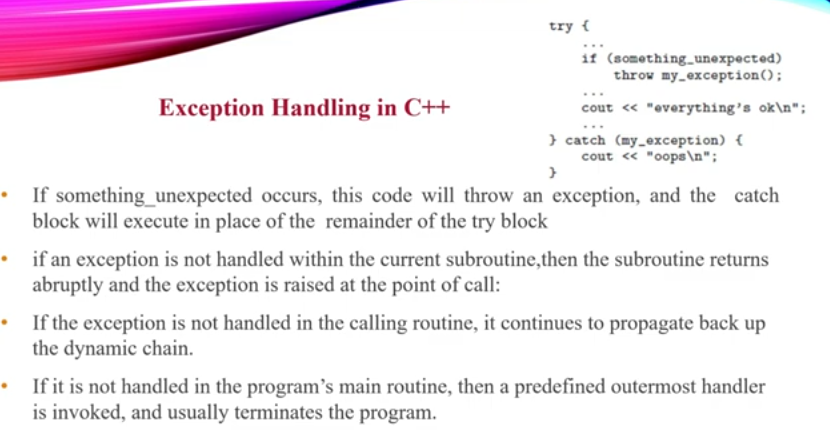 try {
...
if (something_unexpected)
throw my_exception();
...
cout << "everything's ok\n";
...
} catch (my_exception) {
cout << "oops\n";
}
Exception Handling in C++
• If something_unexpected occurs, this code will throw an exception, and the catch
block will execute in place of the remainder of the try block
• if an exception is not handled within the current subroutine,then the subroutine returns
abruptly and the exception is raised at the point of call:
• If the exception is not handled in the calling routine, it continues to propagate back up
the dynamic chain.
• If it is not handled in the program's main routine, then a predefined outermost handler
is invoked, and usually terminates the program.